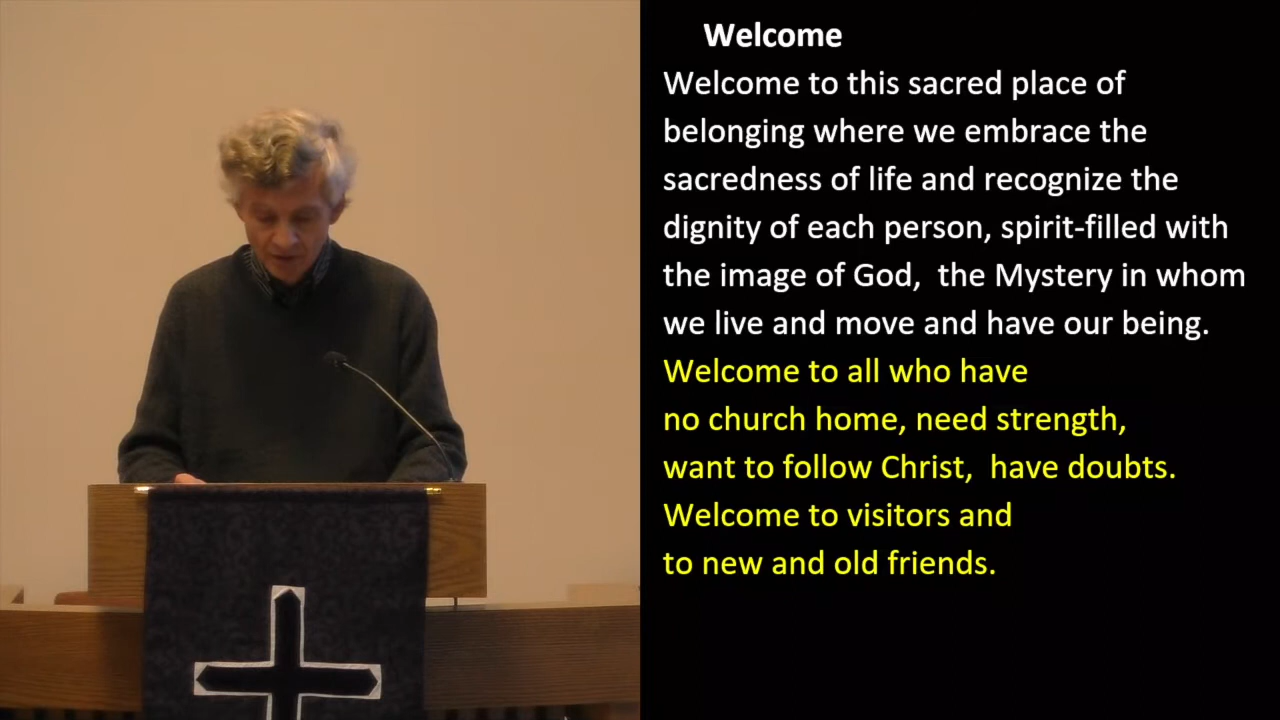 Welcome
Welcome to this sacred place of
belonging where we embrace the
sacredness of life and recognize the
dignity of each person, spirit-filled with
the image of God,  the Mystery in whom
we live and move and have our being.
Welcome to all who have
no church home, need strength,
want to follow Christ,  have doubts.
Welcome to visitors and
to new and old friends.